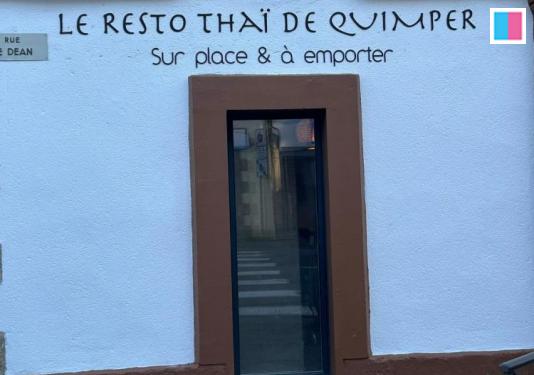 LE RESTO THAÏ DE QUIMPER
Sur place & à emporter
RUE
DEAN